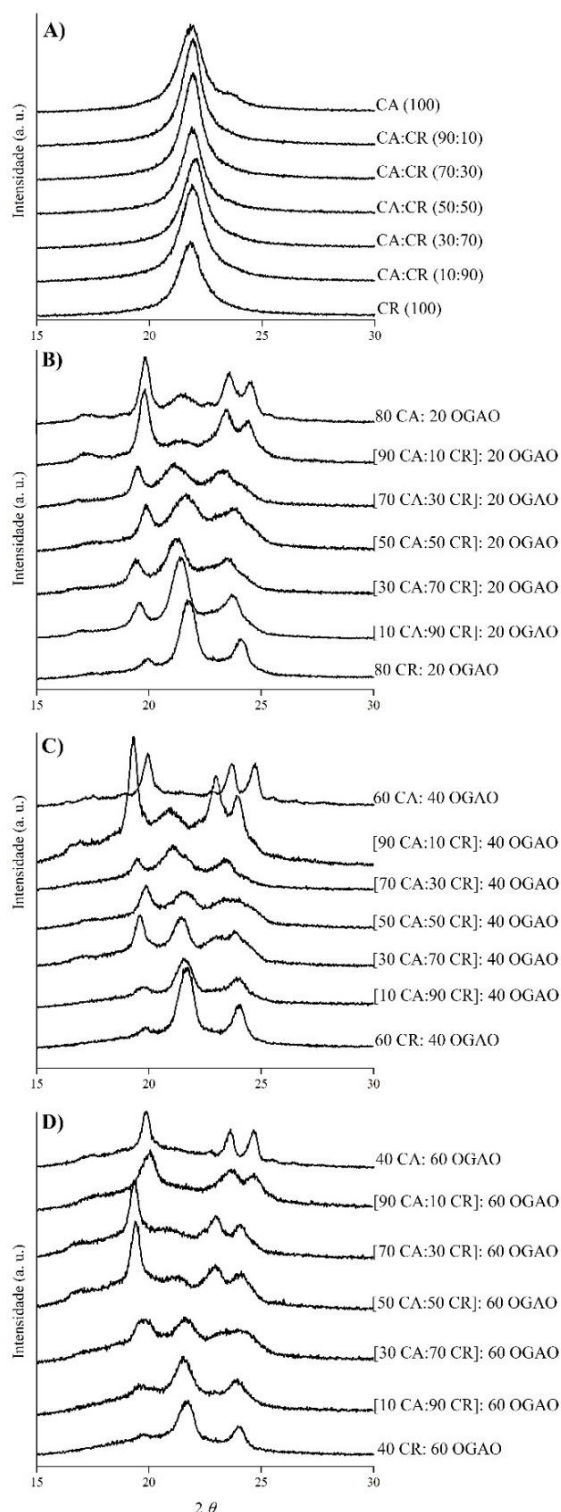 A)
Intensidade (a. u.)
CA (100)
CA:CR (90:10)
CA:CR (70:30)
CA:CR (50:50)
CA:CR (30:70)
CA:CR (10:90)
CR (100)
15 20 25 30
B)
Intensidade (a. u.)
80 CA: 20 OGAO
[90 CA:10 CR]: 20 OGAO
[70 CA:30 CR]: 20 OGAO
[50 CA:50 CR]: 20 OGAO
[30 CA:70 CR]: 20 OGAO
[10 CA:90 CR]: 20 OGAO
80 CR: 20 OGAO
15 20 25 30
C)
Intensidade (a. u.)
60 CA: 40 OGAO
[90 CA:10 CR]: 40 OGAO
[70 CA:30 CR]: 40 OGAO
[50 CA:50 CR]: 40 OGAO
[30 CA:70 CR]: 40 OGAO
[10 CA:90 CR]: 40 OGAO
60 CR: 40 OGAO
15 20 25 30
D)
Intensidade (a. u.)
40 CA: 60 OGAO
[90 CA:10 CR]: 60 OGAO
[70 CA:30 CR]: 60 OGAO
[50 CA:50 CR]: 60 OGAO
[30 CA:70 CR]: 60 OGAO
[10 CA:90 CR]: 60 OGAO
40 CR: 60 OGAO
15 20 25 30
2 θ